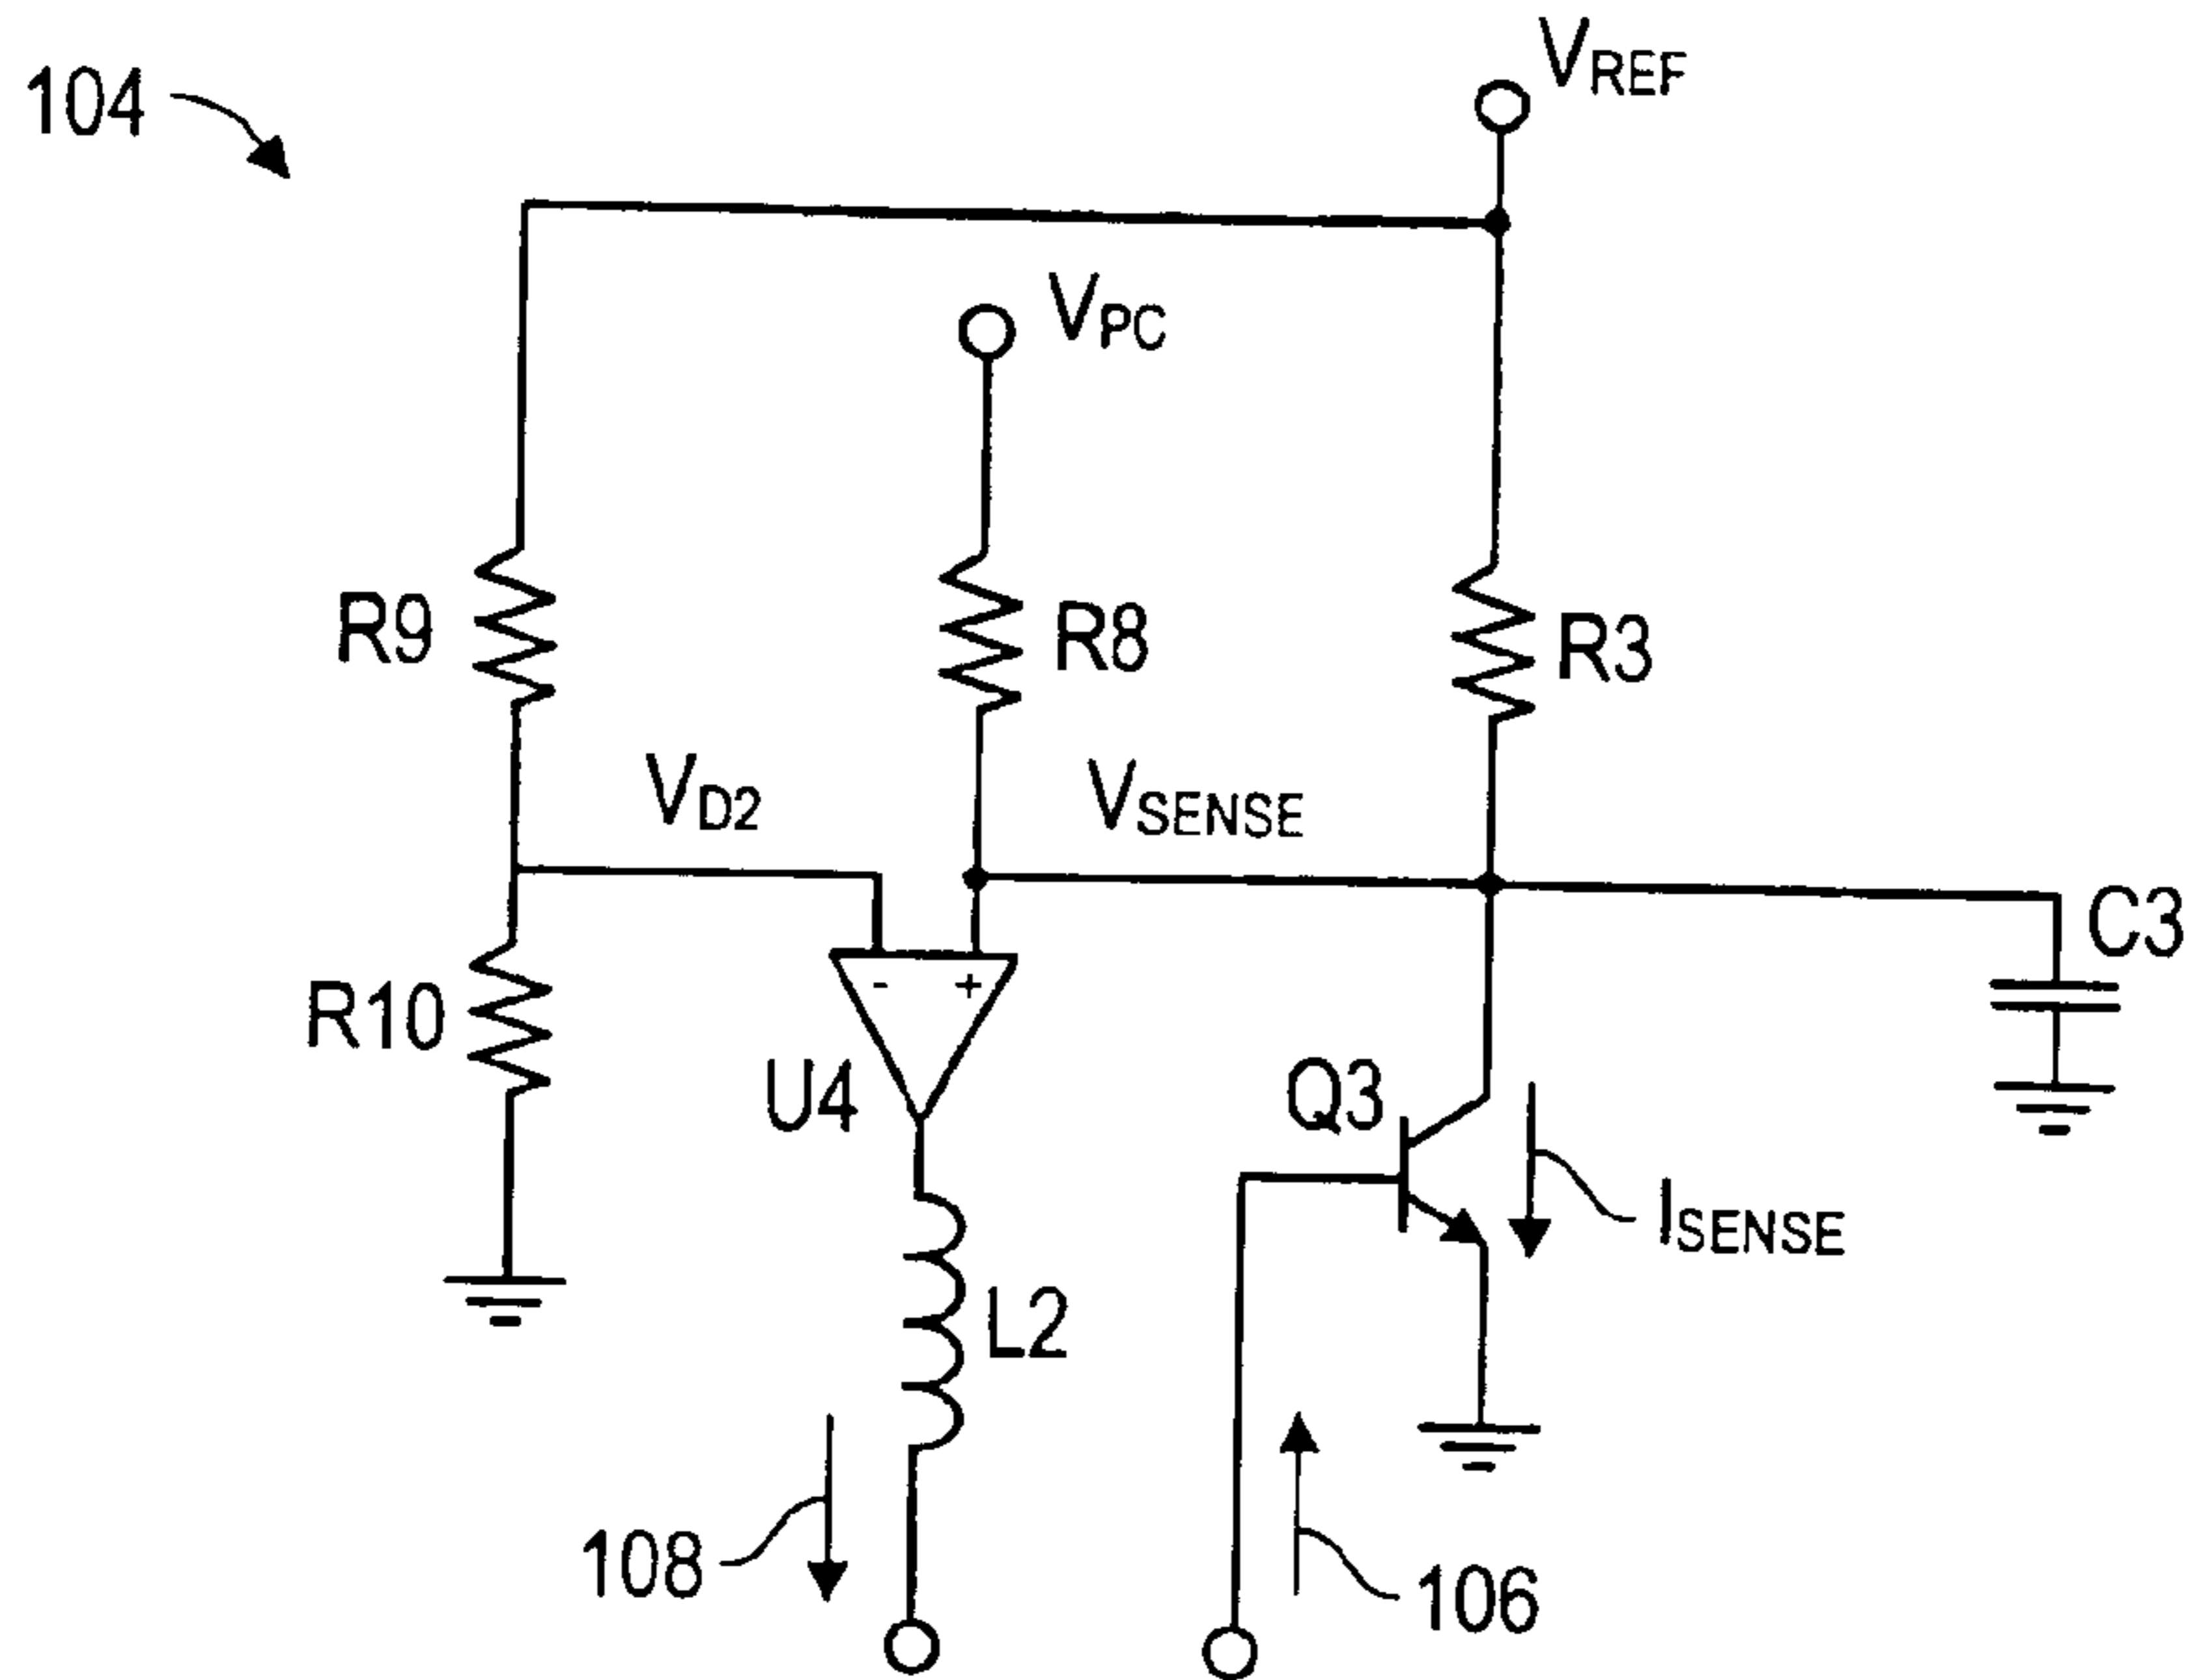 104
VREF
VPC
R9
R8
R3
VD2
VSENSE
C3
R10
-
+
U4
Q3
ISENSE
L2
108
106